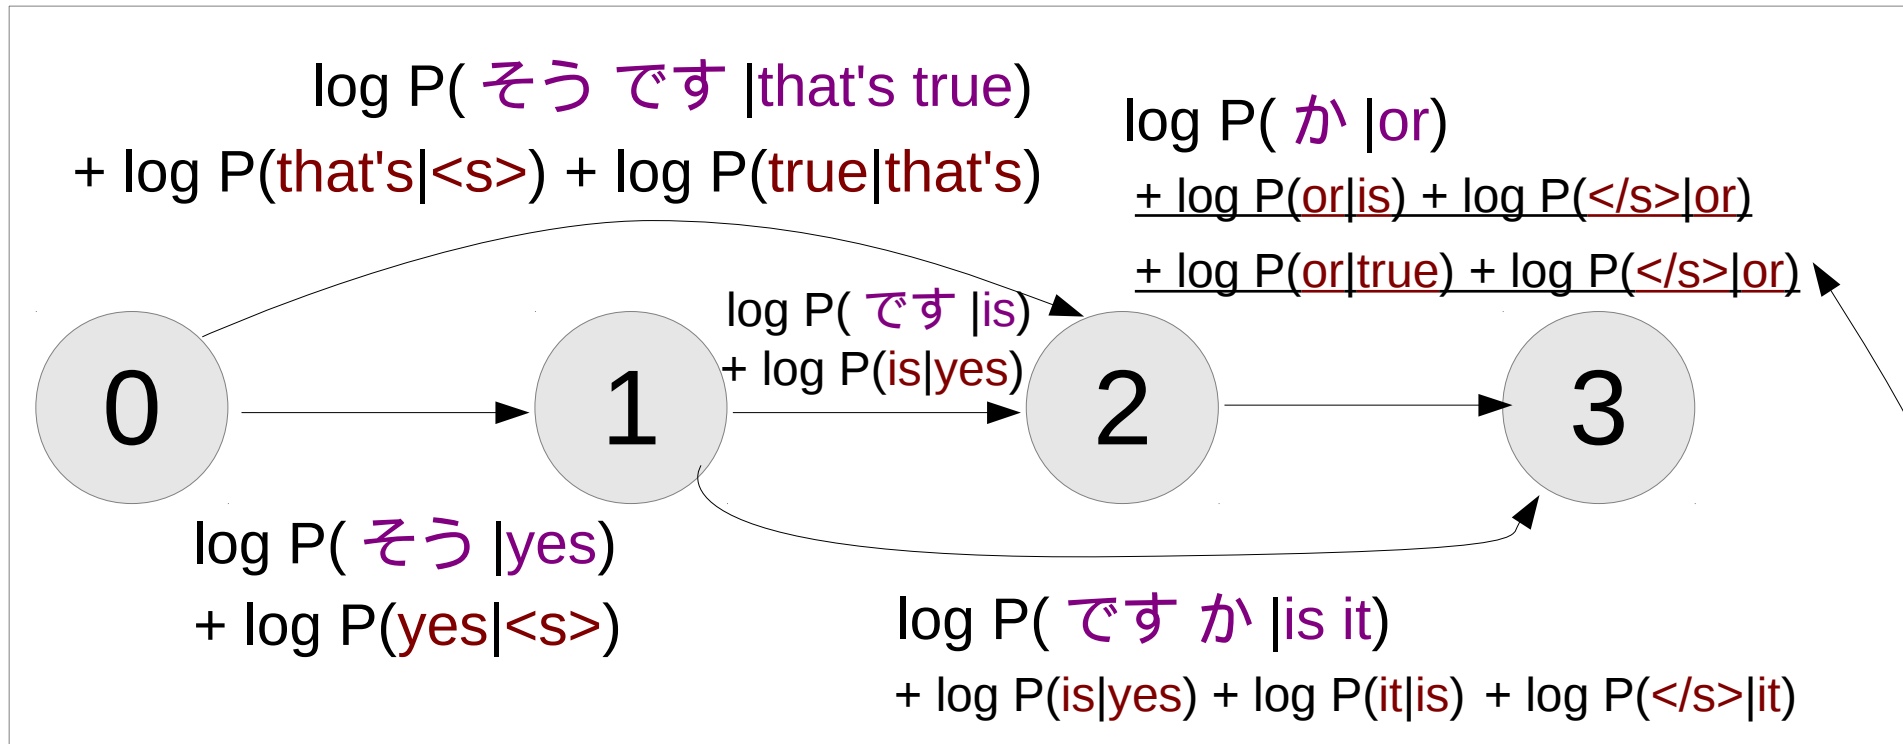 log P( そう です |that's true)
+ log P(that's|<s>) + log P(true|that's)
log P( か |or)
+ log P(or|is) + log P(</s>|or)
+ log P(or|true) + log P(</s>|or)
log P( です |is)
+ log P(is|yes)
0
1
2
3
log P( そう |yes)
+ log P(yes|<s>)
log P( です か |is it)
+ log P(is|yes) + log P(it|is) + log P(</s>|it)